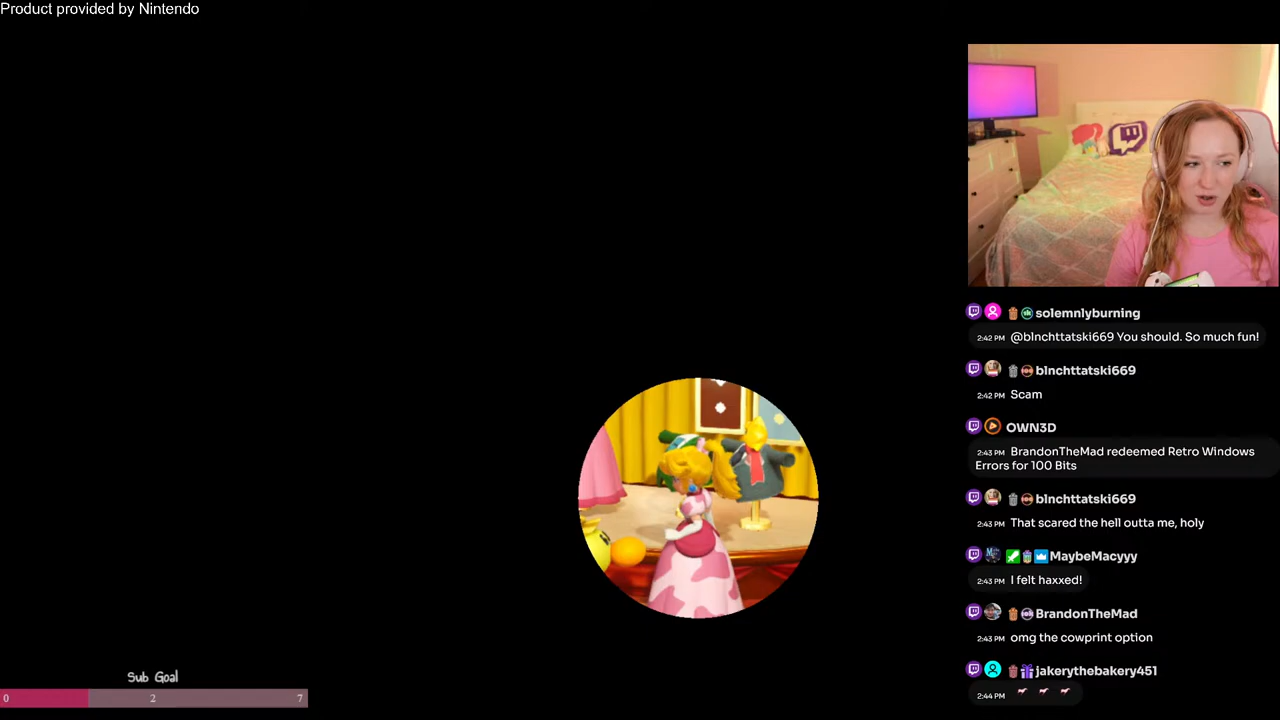 Product provided by Nintendo
solemnlyburning
2:42 PM @blnchttatski669 You should. So much fun!
blnchttatski669
2:42 PM Scam
OWN3D
2:43 PM BrandonTheMad redeemed Retro Windows
Errors for 100 Bits
blnchttatski669
2:43 PM That scared the hell outta me, holy
MaybeMacyyy
2:43 PM I felt haxxed!
BrandonTheMad
2:43 PM omg the cowprint option
jakerythebakery451
2:44 PM
Sub Goal
0 2 7